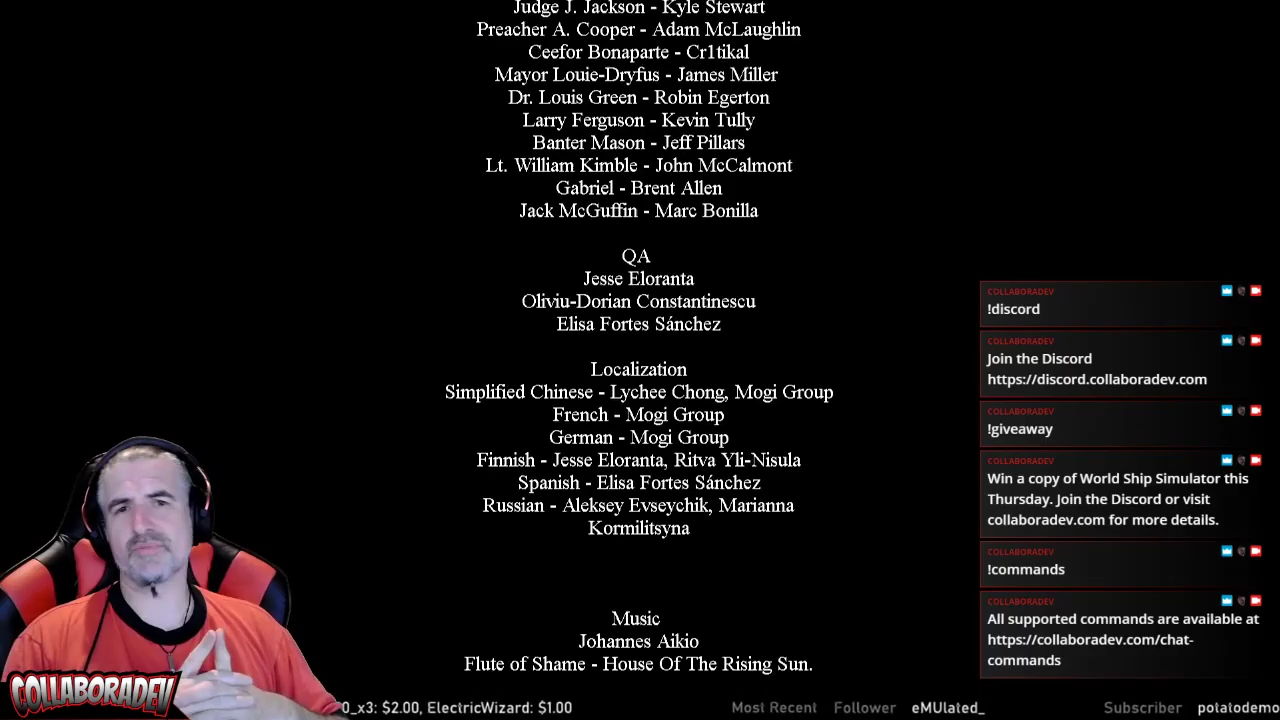 Judge J. Jackson - Kyle Stewart
Preacher A. Cooper - Adam McLaughlin
Ceefor Bonaparte - Cr1tikal
Mayor Louie-Dryfus - James Miller
Dr. Louis Green - Robin Egerton
Larry Ferguson - Kevin Tully
Banter Mason - Jeff Pillars
Lt. William Kimble - John McCalmont
Gabriel - Brent Allen
Jack McGuffin - Marc Bonilla
QA
Jesse Eloranta
Oliviu-Dorian Constantinescu
Elisa Fortes Sánchez
Localization
Simplified Chinese - Lychee Chong, Mogi Group
French - Mogi Group
German - Mogi Group
Finnish - Jesse Eloranta, Ritva Yli-Nisula
Spanish - Elisa Fortes Sánchez
Russian - Aleksey Evseychik, Marianna
Kormilitsyna
Music
Johannes Aikio
Flute of Shame - House Of The Rising Sun.
COLLABORADEV
!discord
COLLABORADEV
Join the Discord
https://discord.collaboradev.com
COLLABORADEV
!giveaway
COLLABORADEV
Win a copy of World Ship Simulator this
Thursday. Join the Discord or visit
collaboradev.com for more details.
COLLABORADEV
!commands
COLLABORADEV
All supported commands are available at
https://collaboradev.com/chat-
commands
COLLABORADEV
0_x3: $2.00, ElectricWizard: $1.00
Most Recent Follower eMUlated_ Subscriber potatodemo